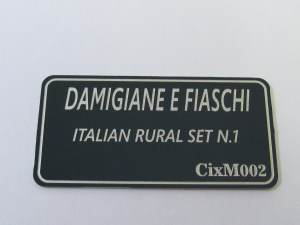 DAMIGIANE E FIASCHI
ITALIAN RURAL SET N.1
CixM002